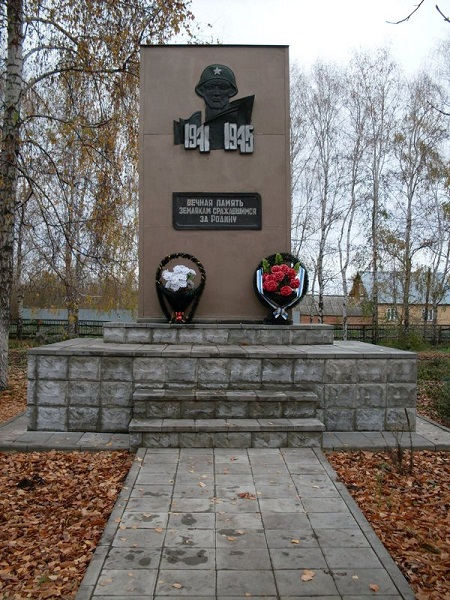 1941 1945
ВЕЧНАЯ ПАМЯТЬ
ЗЕМЛЯКАМ СРАЖАВШИМСЯ
ЗА РОДИНУ